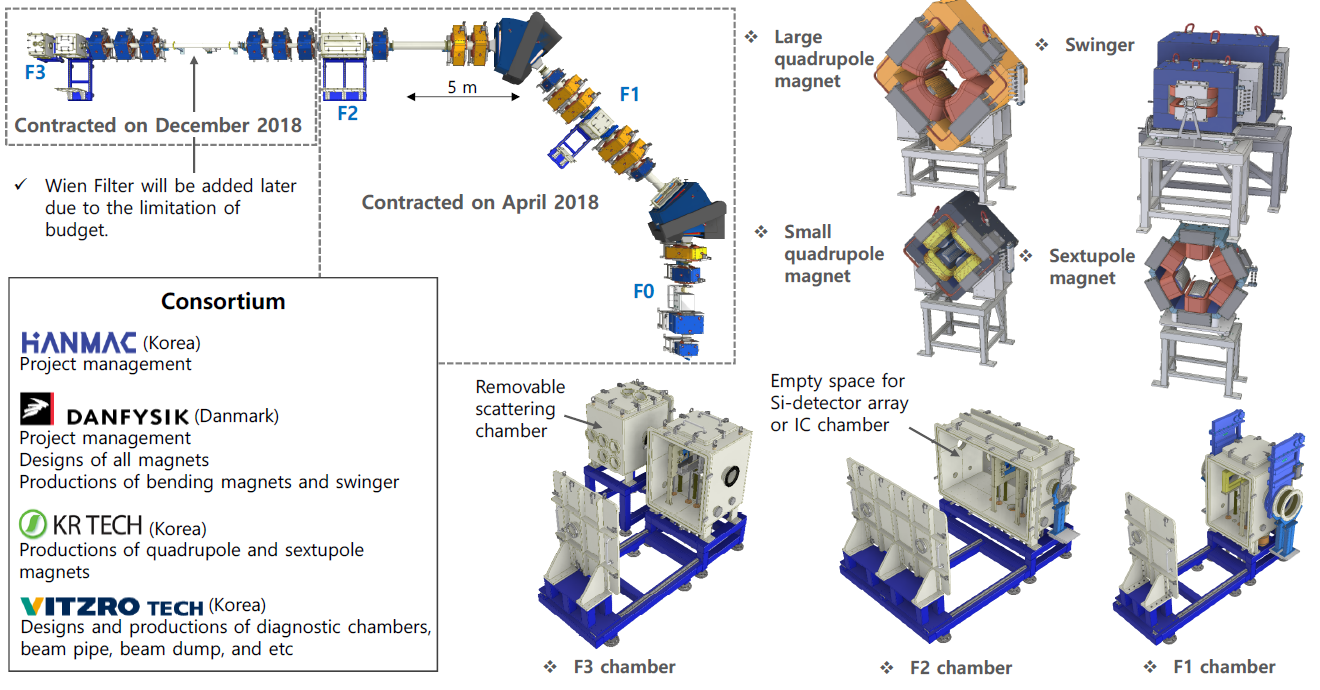 F3
Contracted on December 2018
F2
5 m
F1
Contracted on April 2018
F0
✓ Wien Filter will be added later
due to the limitation of
budget.
Consortium
HANMAC (Korea)
Project management
DANFYSIK (Danmark)
Project management
Designs of all magnets
Productions of bending magnets and swinger
KR TECH (Korea)
Productions of quadrupole and sextupole
magnets
VITZRO TECH (Korea)
Designs and productions of diagnostic chambers,
beam pipe, beam dump, and etc
❖ Large
quadrupole
magnet
❖ Swinger
❖ Small
quadrupole
magnet
❖ Sextupole
magnet
Removable
scattering
chamber
Empty space for
Si-detector array
or IC chamber
❖ F3 chamber
❖ F2 chamber
❖ F1 chamber